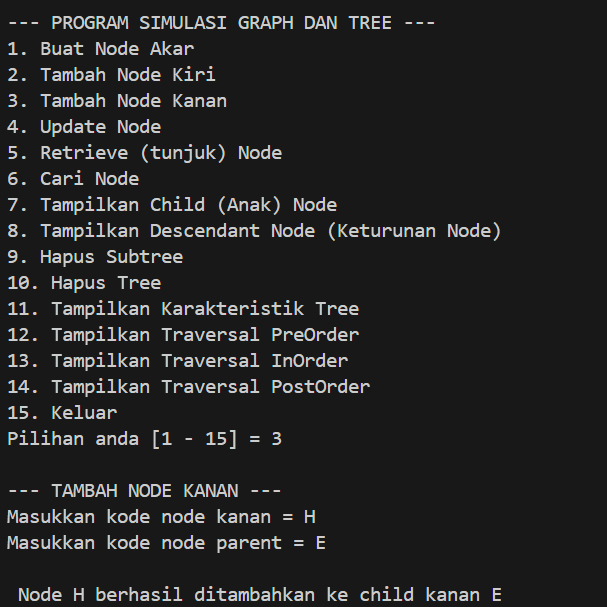 --- PROGRAM SIMULASI GRAPH DAN TREE ---
1. Buat Node Akar
2. Tambah Node Kiri
3. Tambah Node Kanan
4. Update Node
5. Retrieve (tunjuk) Node
6. Cari Node
7. Tampilkan Child (Anak) Node
8. Tampilkan Descendant Node (Keturunan Node)
9. Hapus Subtree
10. Hapus Tree
11. Tampilkan Karakteristik Tree
12. Tampilkan Traversal PreOrder
13. Tampilkan Traversal InOrder
14. Tampilkan Traversal PostOrder
15. Keluar
Pilihan anda [1 - 15] = 3
--- TAMBAH NODE KANAN ---
Masukkan kode node kanan = H
Masukkan kode node parent = E
Node H berhasil ditambahkan ke child kanan E